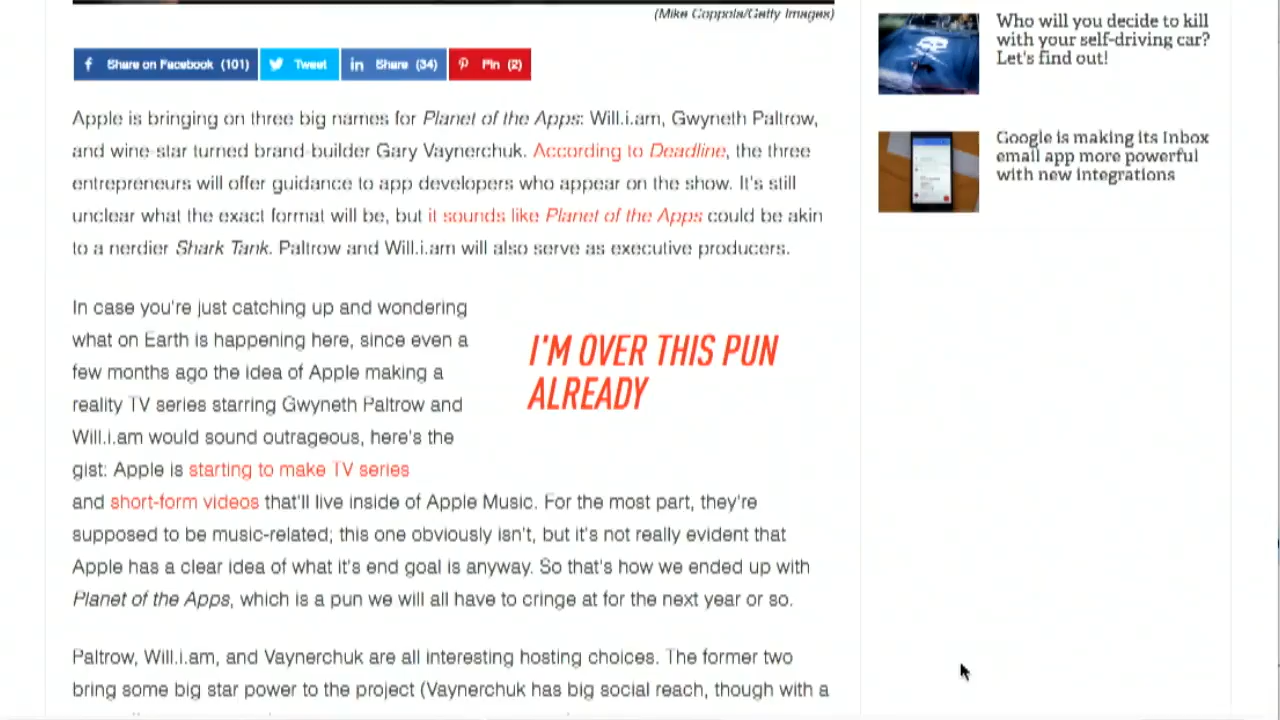 (Mike Coppola/Getty Images)
Share on Facebook (101)
Tweet
Share (34)
Pin (2)
Apple is bringing on three big names for Planet of the Apps: Will.i.am, Gwyneth Paltrow,
and wine-star turned brand-builder Gary Vaynerchuk. According to Deadline, the three
entrepreneurs will offer guidance to app developers who appear on the show. It's still
unclear what the exact format will be, but it sounds like Planet of the Apps could be akin
to a nerdier Shark Tank. Paltrow and Will.i.am will also serve as executive producers.
In case you're just catching up and wondering
what on Earth is happening here, since even a
few months ago the idea of Apple making a
reality TV series starring Gwyneth Paltrow and
Will.i.am would sound outrageous, here's the
gist: Apple is starting to make TV series
and short-form videos that'll live inside of Apple Music. For the most part, they're
supposed to be music-related; this one obviously isn't, but it's not really evident that
Apple has a clear idea of what it's end goal is anyway. So that's how we ended up with
Planet of the Apps, which is a pun we will all have to cringe at for the next year or so.
I'M OVER THIS PUN
ALREADY
Paltrow, Will.i.am, and Vaynerchuk are all interesting hosting choices. The former two
bring some big star power to the project (Vaynerchuk has big social reach, though with a
Who will you decide to kill
with your self-driving car?
Let's find out!
Google is making its Inbox
email app more powerful
with new integrations